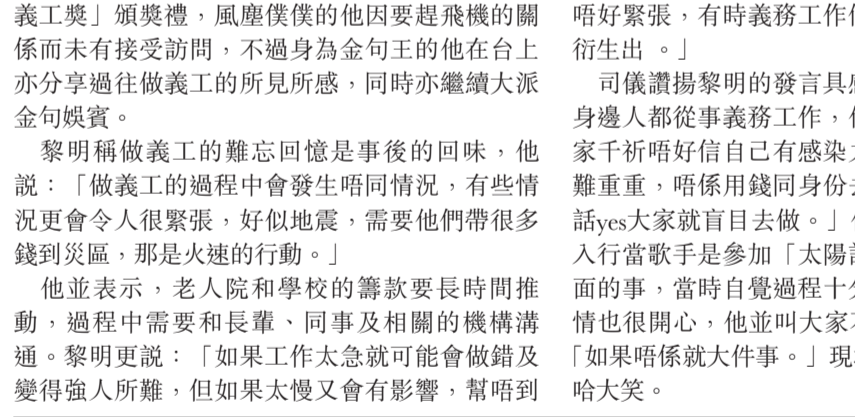 義工獎」頒獎禮，風塵僕僕的他因要趕飛機的關
係而未有接受訪問，不過身為金句王的他在台上
亦分享過往做義工的所見所感，同時亦繼續大派
金句娛賓。
黎明稱做義工的難忘回憶是事後的回味，他
説：「做義工的過程中會發生唔同情況，有些情
況更會令人很緊張，好似地震，需要他們帶很多
錢到災區，那是火速的行動。」
他並表示，老人院和學校的籌款要長時間推
動，過程中需要和長輩、同事及相關的機構溝
通。黎明更説：「如果工作太急就可能會做錯及
變得強人所難，但如果太慢又會有影響，幫唔到
唔好緊張，有時義務工作
衍生出 。」
司儀讚揚黎明的發言具
身邊人都從事義務工作，
家千祈唔好信自己有感染
難重重，唔係用錢同身份
話yes大家就盲目去做。」
入行當歌手是參加「太陽
面的事，當時自覺過程十
情也很開心，他並叫大家
「如果唔係就大件事。」現
哈大笑。